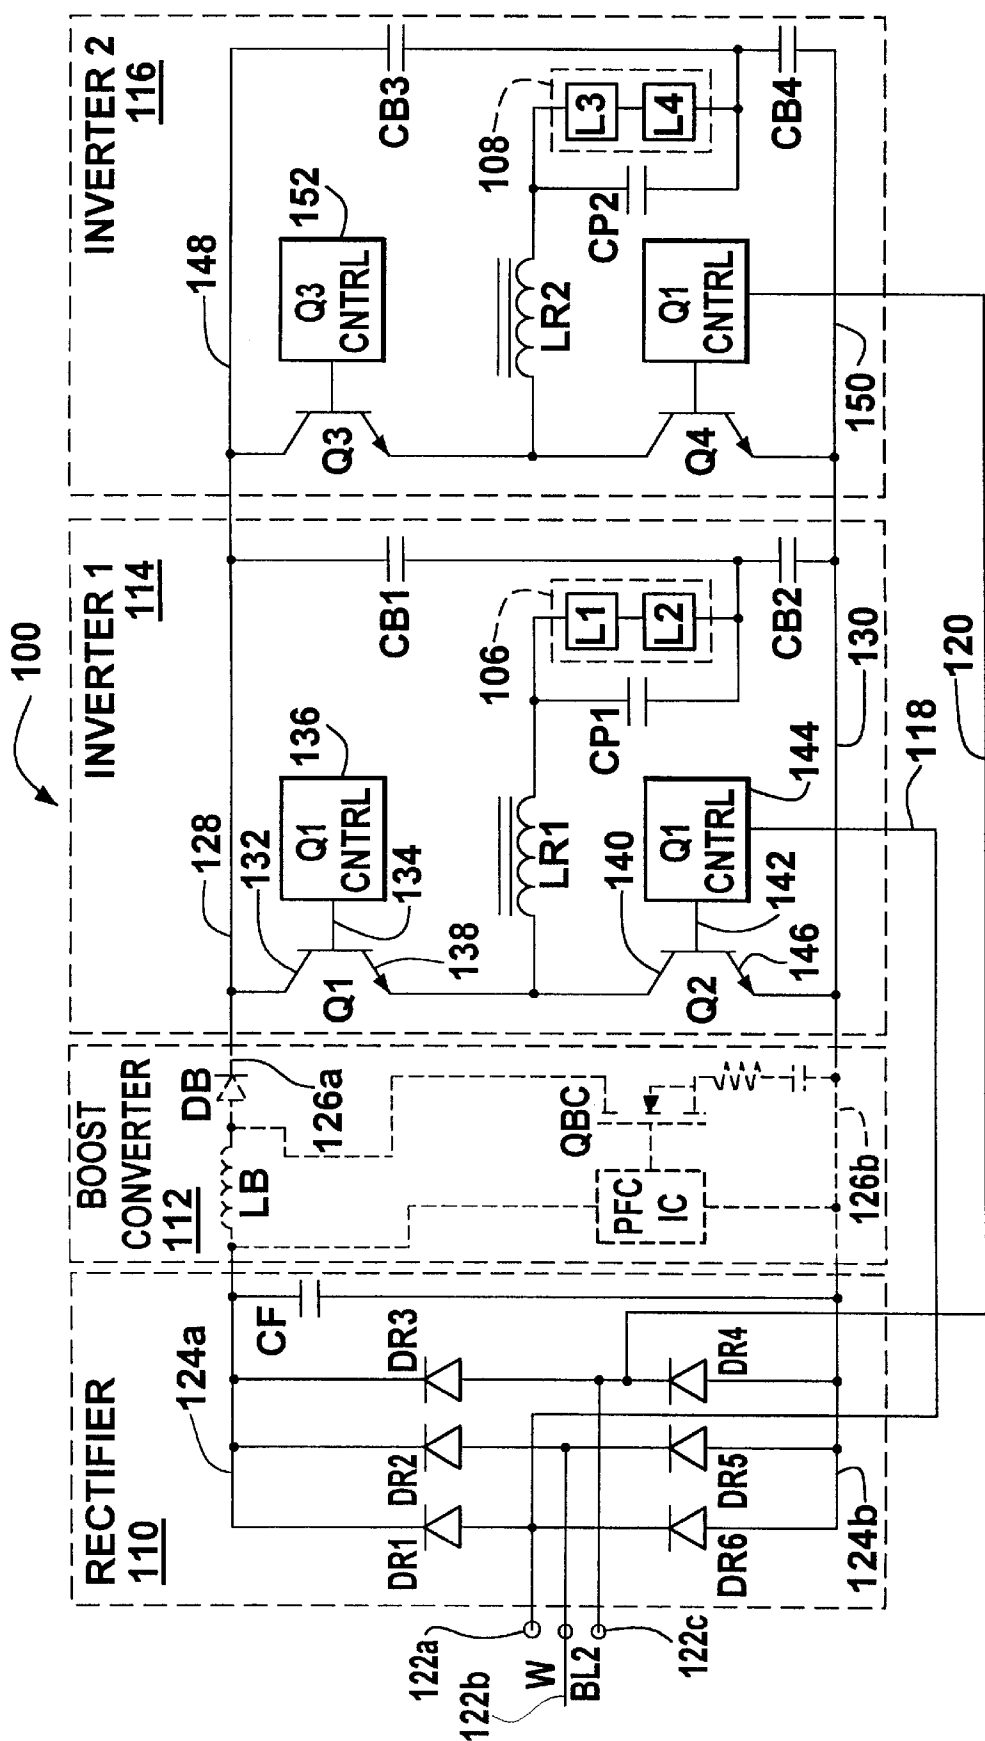 100
RECTIFIER
110
BOOST
CONVERTER
112
INVERTER 1
114
INVERTER 2
116
124a
CF
LB
DB
126a
128
132
Q1
Q1
CNTRL
136
134
138
CB1
148
Q3
Q3
CNTRL
152
CB3
DR1
DR2
DR3
QBC
PFC
IC
LR1
CP1
106
L1
L2
LR2
CP2
108
L3
L4
122a
W
122b
BL2
122c
DR6
DR5
DR4
140
Q2
Q1
CNTRL
142
144
146
CB2
Q4
Q1
CNTRL
CB4
124b
126b
130
150
118
120